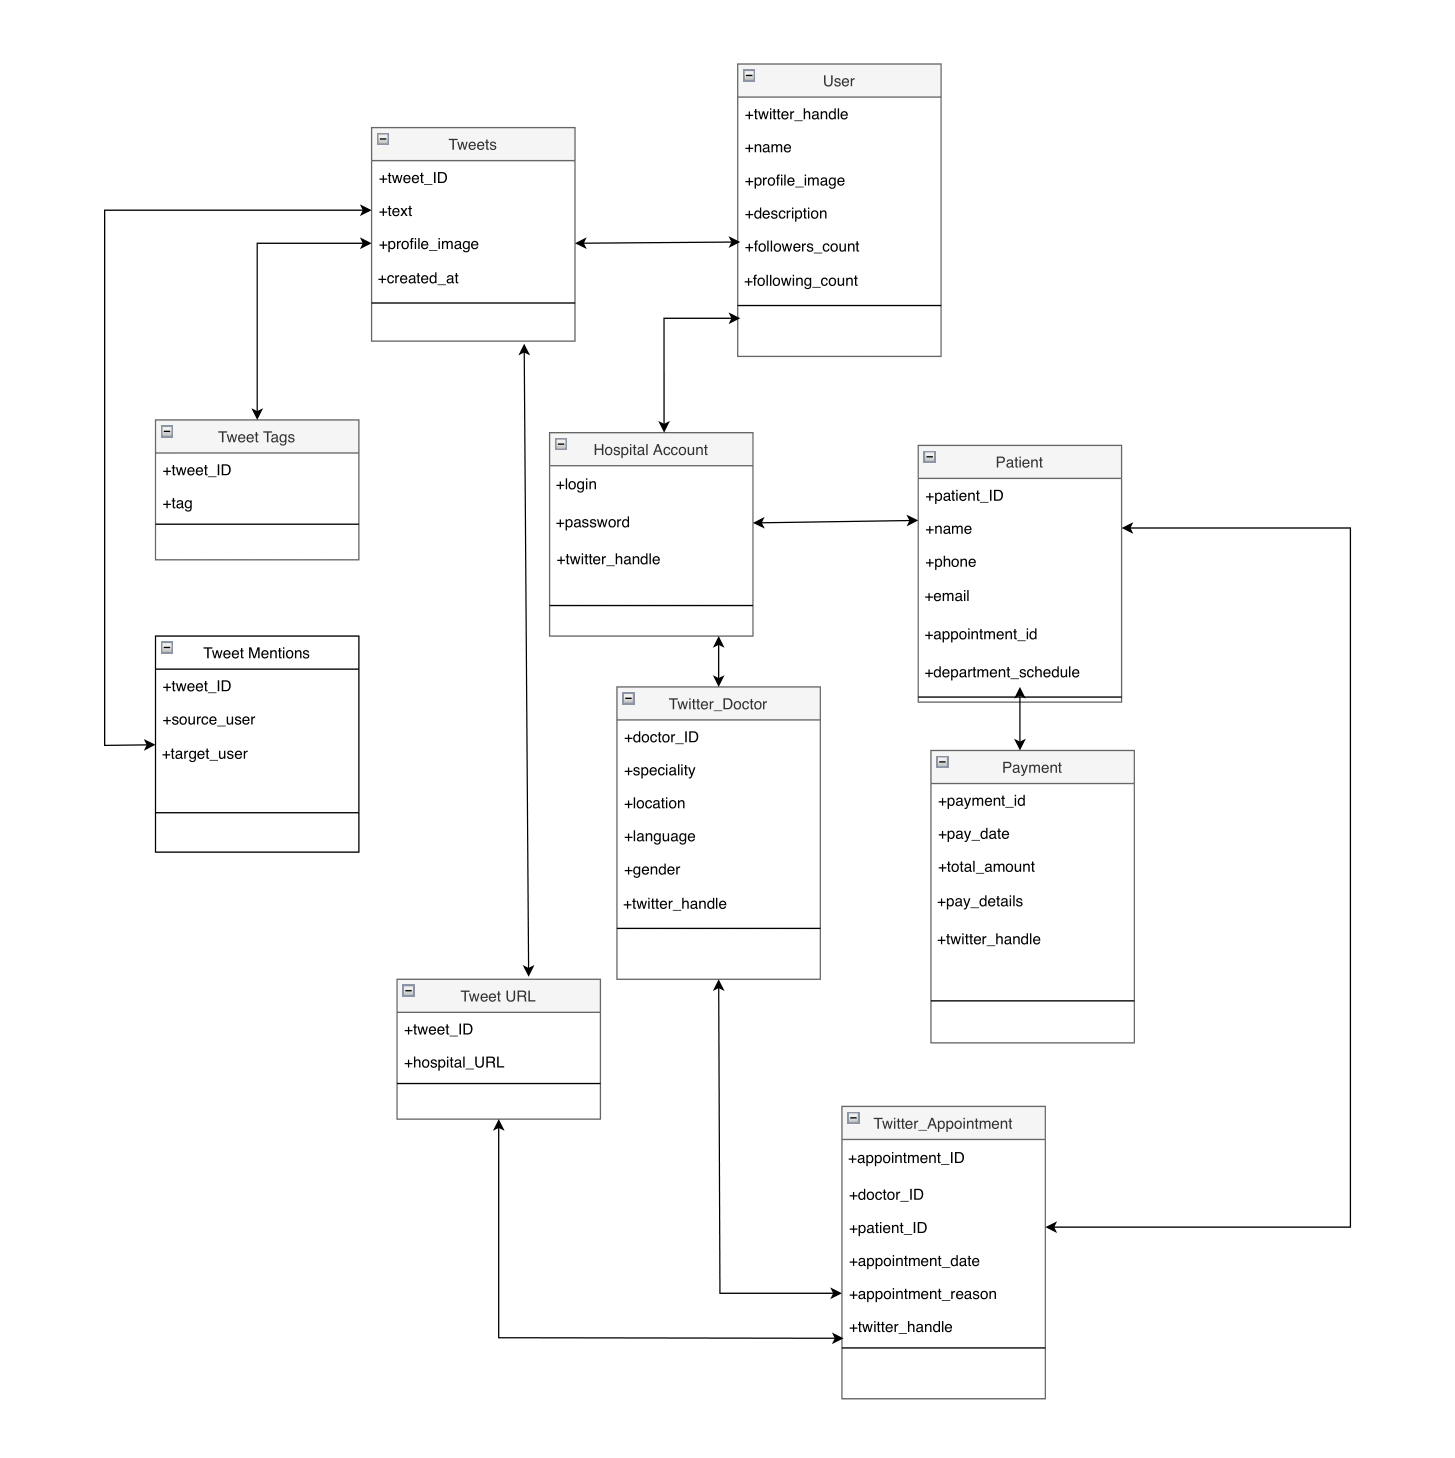 User
+twitter_handle
+name
+profile_image
+description
+followers_count
+following_count
Tweets
+tweet_ID
+text
+profile_image
+created_at
Tweet Tags
+tweet_ID
+tag
Hospital Account
+login
+password
+twitter_handle
Patient
+patient_ID
+name
+phone
+email
+appointment_id
+department_schedule
Tweet Mentions
+tweet_ID
+source_user
+target_user
Twitter_Doctor
+doctor_ID
+speciality
+location
+language
+gender
+twitter_handle
Payment
+payment_id
+pay_date
+total_amount
+pay_details
+twitter_handle
Tweet URL
+tweet_ID
+hospital_URL
Twitter_Appointment
+appointment_ID
+doctor_ID
+patient_ID
+appointment_date
+appointment_reason
+twitter_handle